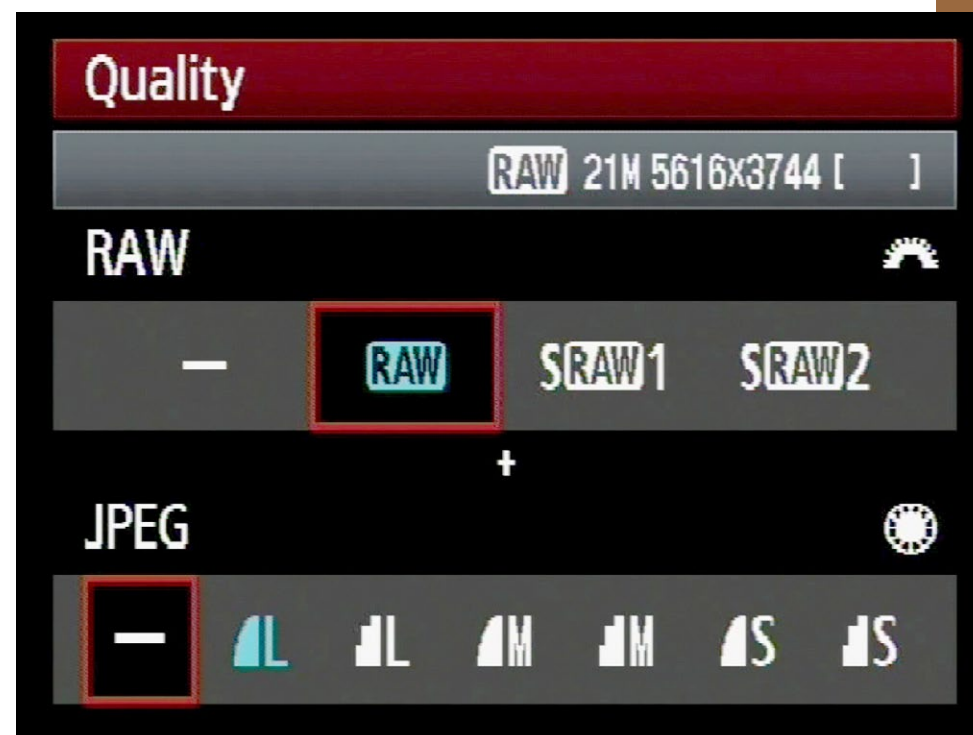 Quality
RAW 21M 5616x3744 [ ]
RAW
— RAW SRAW1 SRAW2
+
JPEG
— L L M M S S